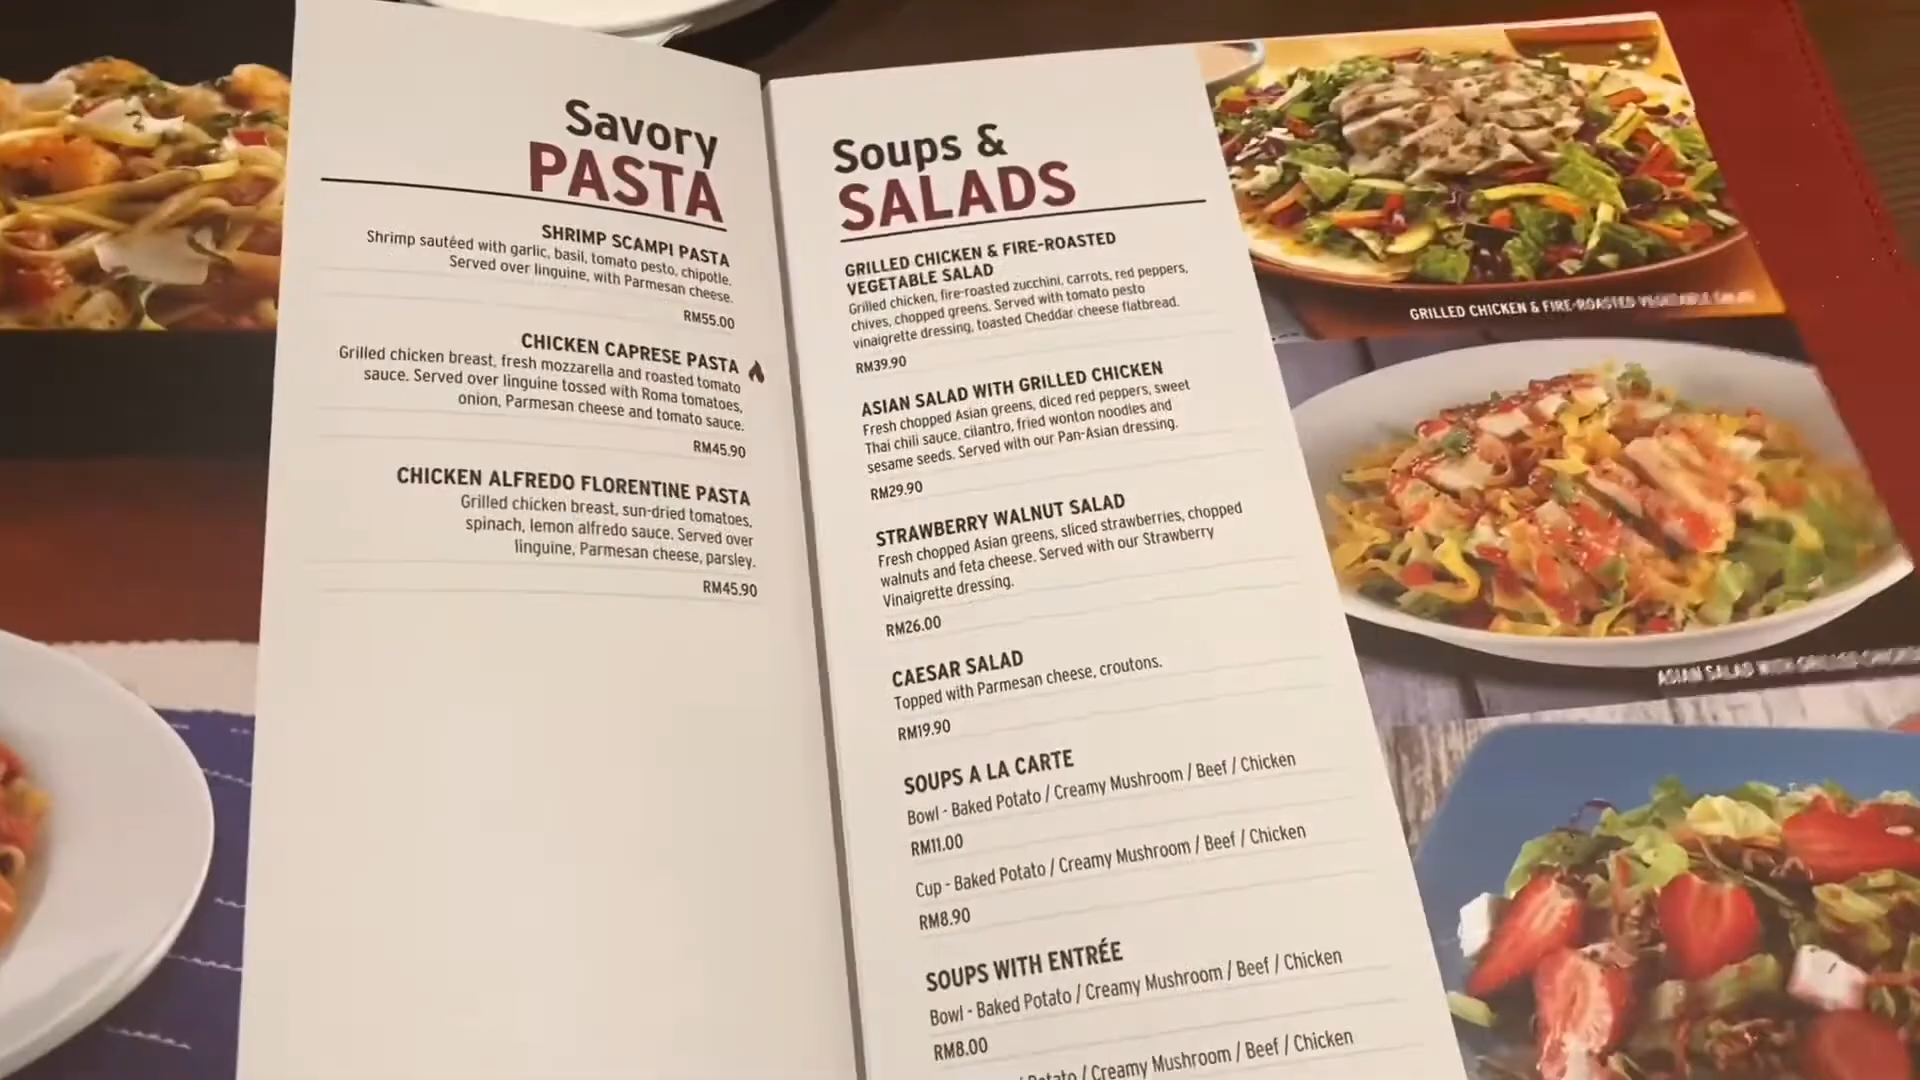 Savory
PASTA
SHRIMP SCAMPI PASTA
Shrimp sautéed with garlic, basil, tomato pesto, chipotle.
Served over linguine, with Parmesan cheese.
RM55.00
CHICKEN CAPRESE PASTA
Grilled chicken breast, fresh mozzarella and roasted tomato
sauce. Served over linguine tossed with Roma tomatoes,
onion, Parmesan cheese and tomato sauce.
RM45.90
CHICKEN ALFREDO FLORENTINE PASTA
Grilled chicken breast, sun-dried tomatoes,
spinach, lemon alfredo sauce. Served over
linguine, Parmesan cheese, parsley.
RM45.90
Soups &
SALADS
GRILLED CHICKEN & FIRE-ROASTED
VEGETABLE SALAD
Grilled chicken, fire-roasted zucchini, carrots, red peppers,
chives, chopped greens. Served with tomato pesto
vinaigrette dressing, toasted Cheddar cheese flatbread.
RM39.90
ASIAN SALAD WITH GRILLED CHICKEN
Fresh chopped Asian greens, diced red peppers, sweet
Thai chili sauce, cilantro, fried wonton noodles and
sesame seeds. Served with our Pan-Asian dressing.
RM29.90
STRAWBERRY WALNUT SALAD
Fresh chopped Asian greens, sliced strawberries, chopped
walnuts and feta cheese. Served with our Strawberry
Vinaigrette dressing.
RM26.00
CAESAR SALAD
Topped with Parmesan cheese, croutons.
RM19.90
SOUPS A LA CARTE
Bowl - Baked Potato / Creamy Mushroom / Beef / Chicken
RM11.00
Cup - Baked Potato / Creamy Mushroom / Beef / Chicken
RM8.90
SOUPS WITH ENTRÉE
Bowl - Baked Potato / Creamy Mushroom / Beef / Chicken
RM8.00
Potato / Creamy Mushroom / Beef / Chicken
GRILLED CHICKEN & FIRE-ROASTED VEGETABLE SALAD
ASIAN SALAD WITH GRILLED CHICKEN